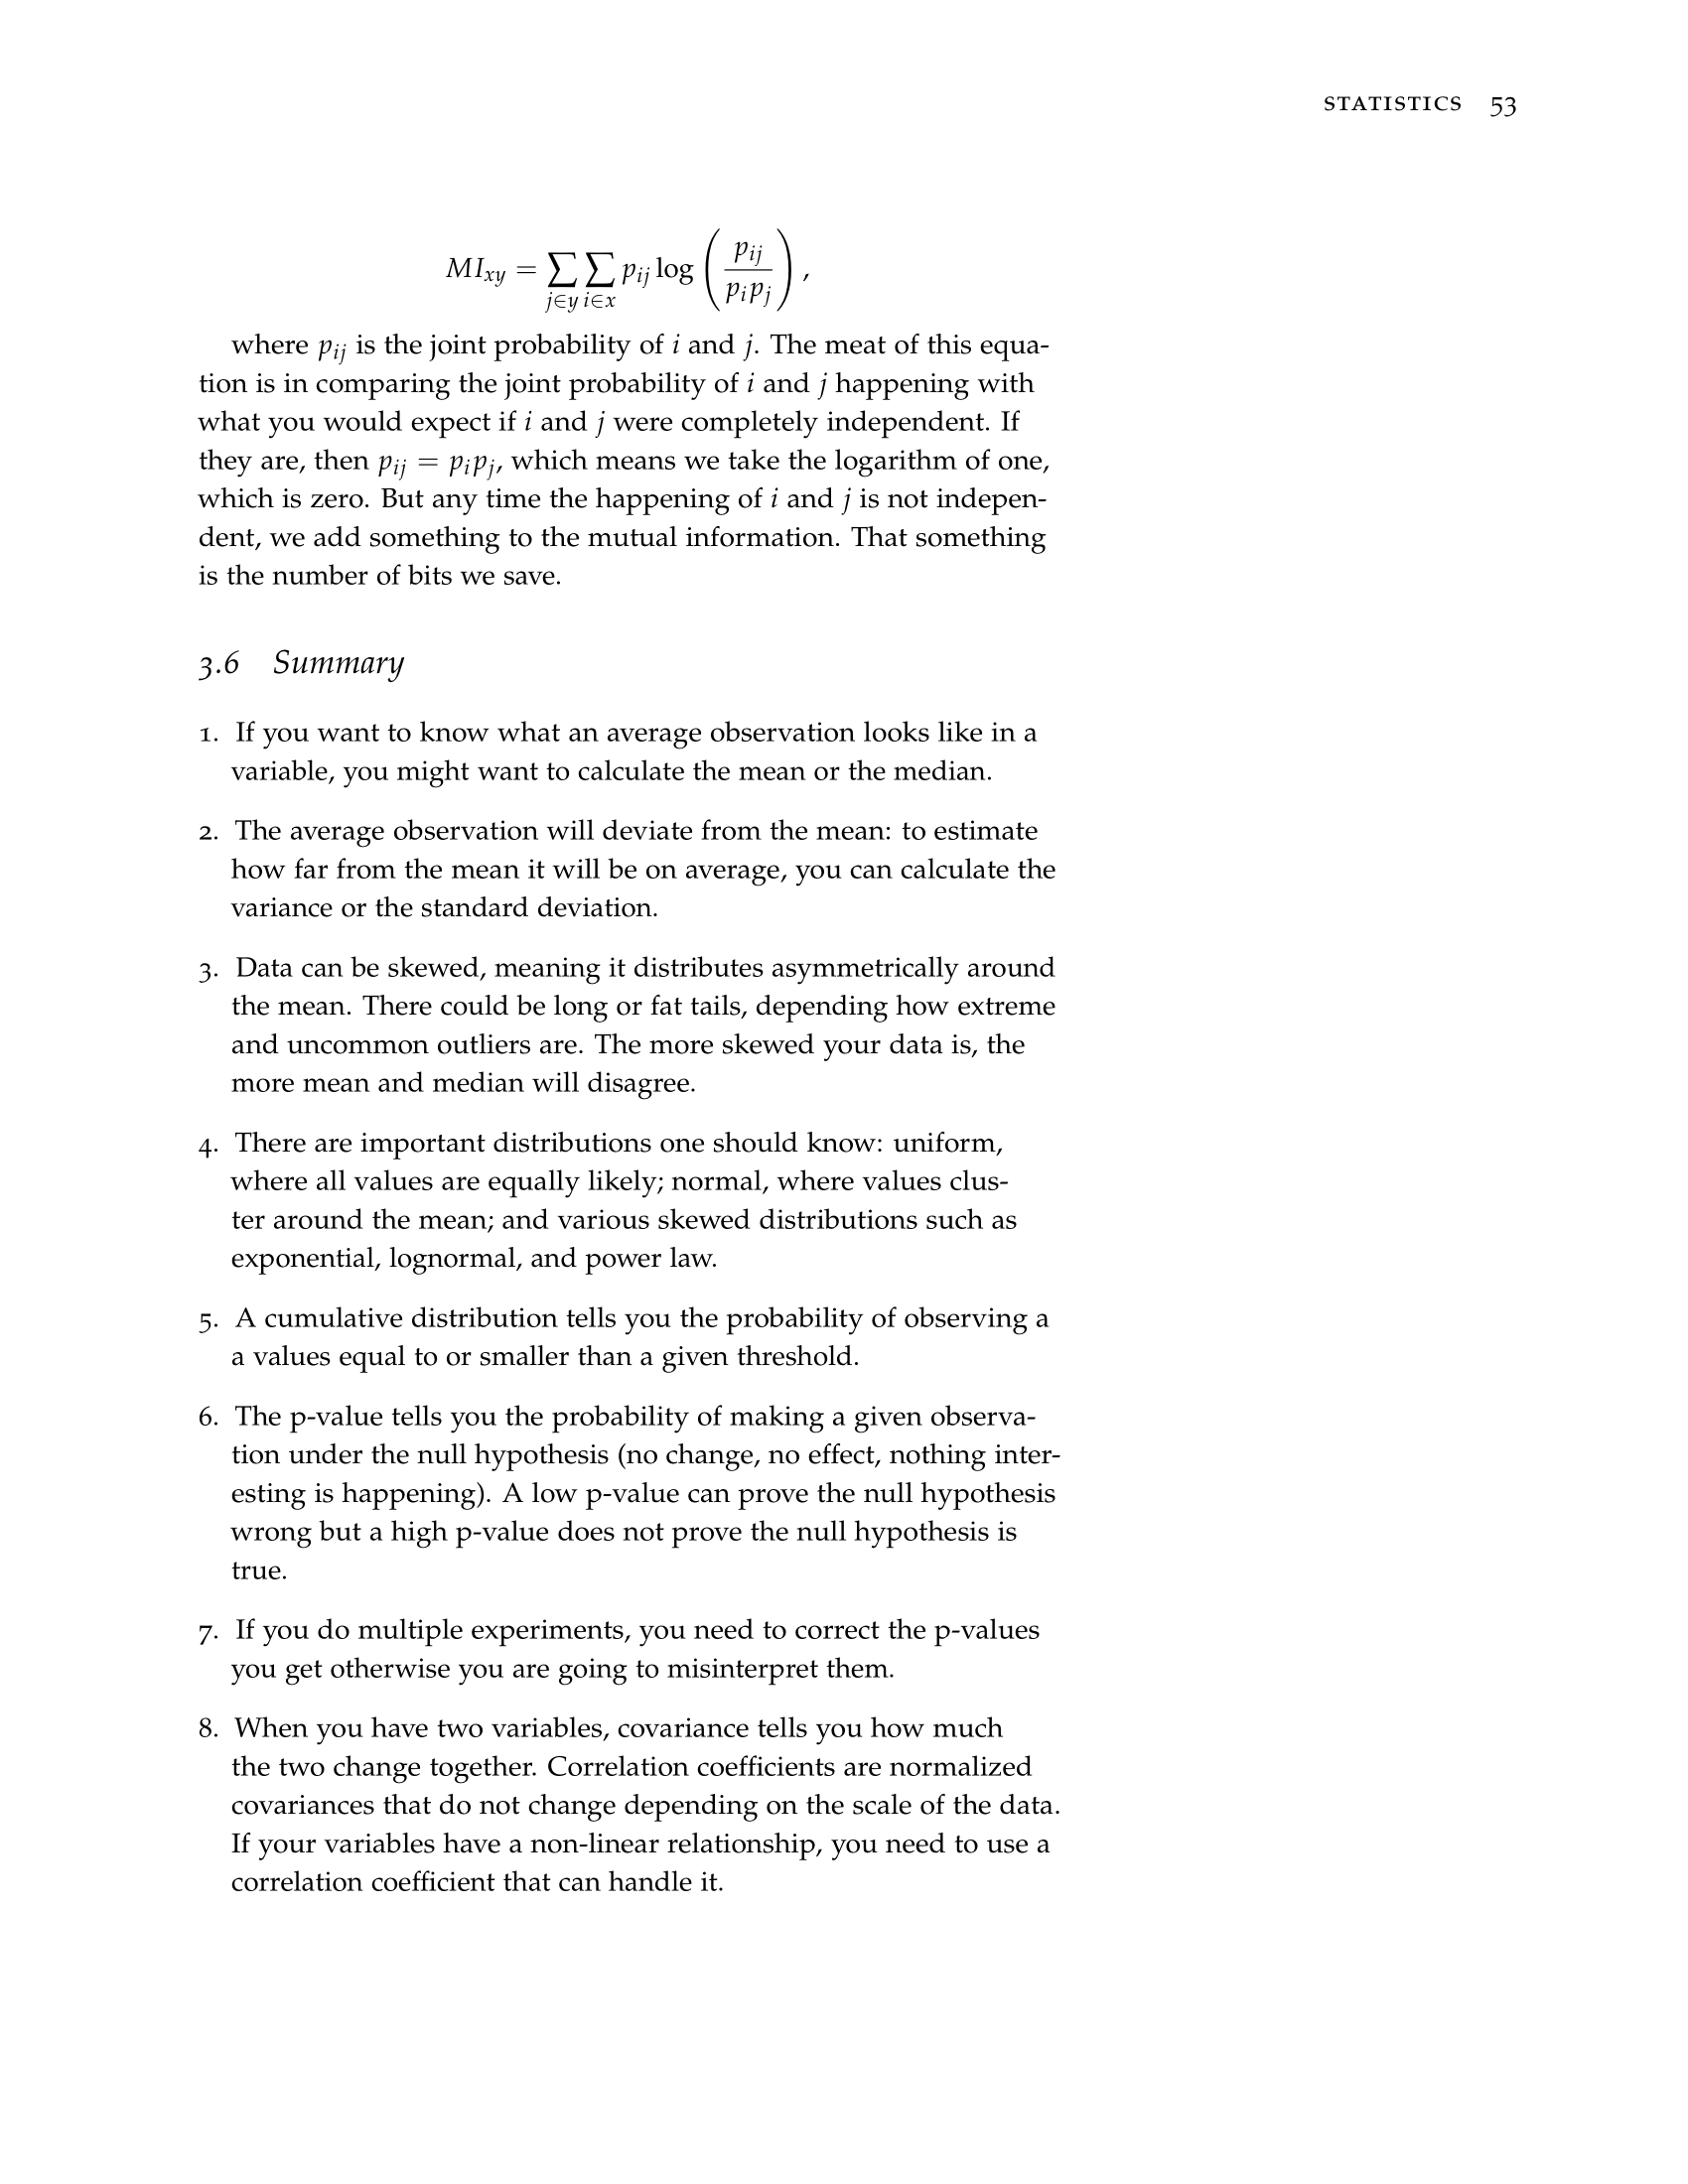 STATISTICS 53
MI_{xy} = \sum_{j \in y} \sum_{i \in x} p_{ij} \log \left( \frac{p_{ij}}{p_i p_j} \right),
where p_{ij} is the joint probability of i and j. The meat of this equa-
tion is in comparing the joint probability of i and j happening with
what you would expect if i and j were completely independent. If
they are, then p_{ij} = p_i p_j, which means we take the logarithm of one,
which is zero. But any time the happening of i and j is not indepen-
dent, we add something to the mutual information. That something
is the number of bits we save.
3.6 Summary
1. If you want to know what an average observation looks like in a
variable, you might want to calculate the mean or the median.
2. The average observation will deviate from the mean: to estimate
how far from the mean it will be on average, you can calculate the
variance or the standard deviation.
3. Data can be skewed, meaning it distributes asymmetrically around
the mean. There could be long or fat tails, depending how extreme
and uncommon outliers are. The more skewed your data is, the
more mean and median will disagree.
4. There are important distributions one should know: uniform,
where all values are equally likely; normal, where values clus-
ter around the mean; and various skewed distributions such as
exponential, lognormal, and power law.
5. A cumulative distribution tells you the probability of observing a
a values equal to or smaller than a given threshold.
6. The p-value tells you the probability of making a given observa-
tion under the null hypothesis (no change, no effect, nothing inter-
esting is happening). A low p-value can prove the null hypothesis
wrong but a high p-value does not prove the null hypothesis is
true.
7. If you do multiple experiments, you need to correct the p-values
you get otherwise you are going to misinterpret them.
8. When you have two variables, covariance tells you how much
the two change together. Correlation coefficients are normalized
covariances that do not change depending on the scale of the data.
If your variables have a non-linear relationship, you need to use a
correlation coefficient that can handle it.